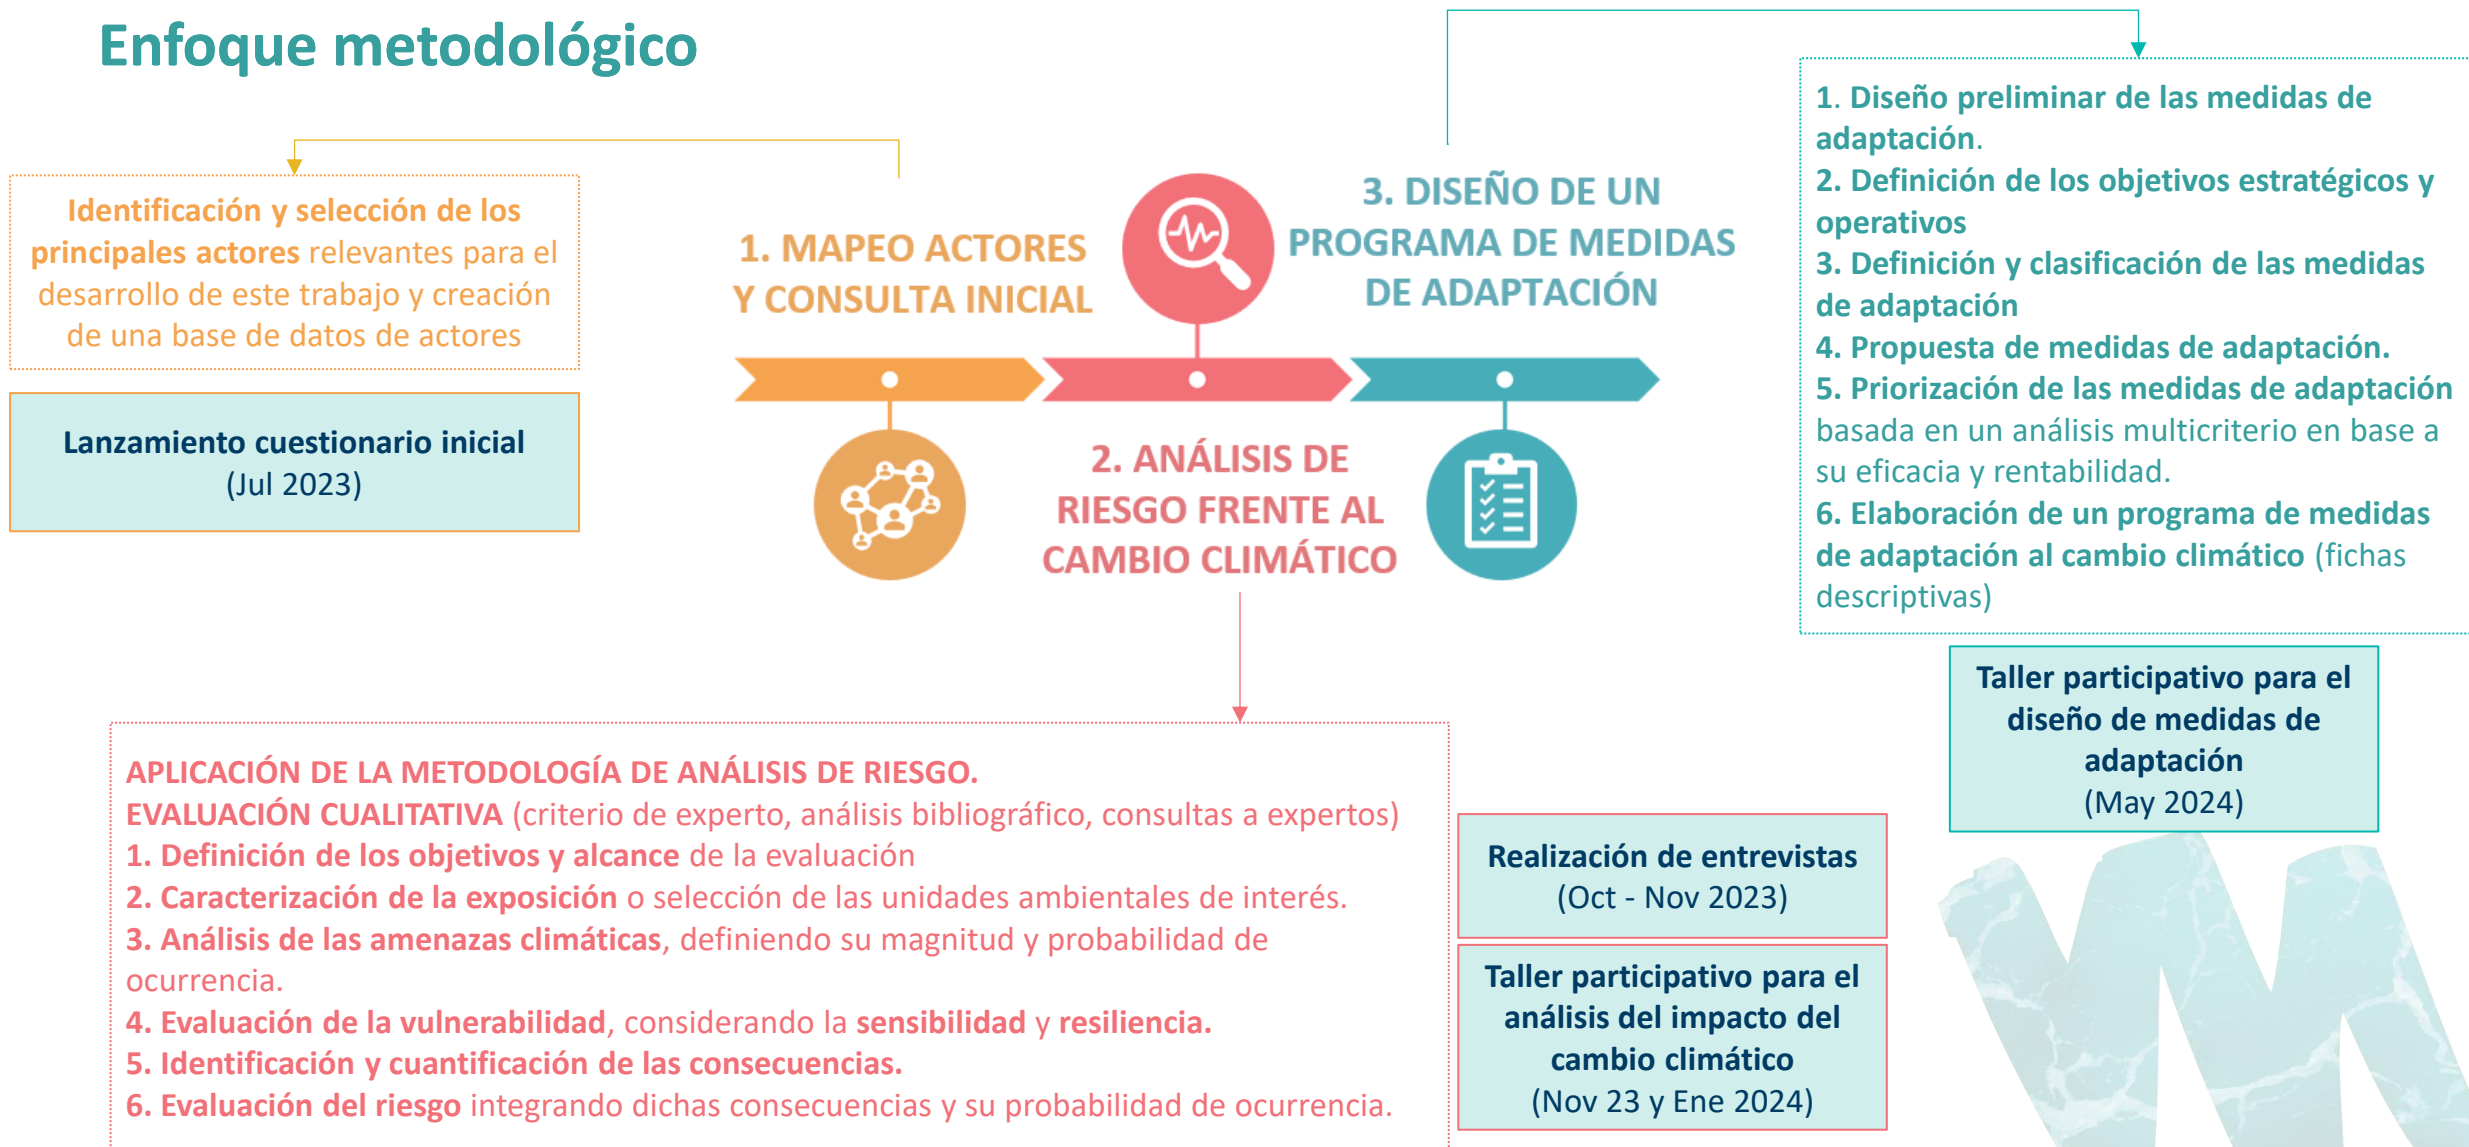 Enfoque metodológico
Identificación y selección de los
principales actores relevantes para el
desarrollo de este trabajo y creación
de una base de datos de actores
Lanzamiento cuestionario inicial
(Jul 2023)
1. MAPEO ACTORES
Y CONSULTA INICIAL
2. ANÁLISIS DE
RIESGO FRENTE AL
CAMBIO CLIMÁTICO
3. DISEÑO DE UN
PROGRAMA DE MEDIDAS
DE ADAPTACIÓN
1. Diseño preliminar de las medidas de
adaptación.
2. Definición de los objetivos estratégicos y
operativos
3. Definición y clasificación de las medidas
de adaptación
4. Propuesta de medidas de adaptación.
5. Priorización de las medidas de adaptación
basada en un análisis multicriterio en base a
su eficacia y rentabilidad.
6. Elaboración de un programa de medidas
de adaptación al cambio climático (fichas
descriptivas)
Taller participativo para el
diseño de medidas de
adaptación
(May 2024)
APLICACIÓN DE LA METODOLOGÍA DE ANÁLISIS DE RIESGO.
EVALUACIÓN CUALITATIVA (criterio de experto, análisis bibliográfico, consultas a expertos)
1. Definición de los objetivos y alcance de la evaluación
2. Caracterización de la exposición o selección de las unidades ambientales de interés.
3. Análisis de las amenazas climáticas, definiendo su magnitud y probabilidad de
ocurrencia.
4. Evaluación de la vulnerabilidad, considerando la sensibilidad y resiliencia.
5. Identificación y cuantificación de las consecuencias.
6. Evaluación del riesgo integrando dichas consecuencias y su probabilidad de ocurrencia.
Realización de entrevistas
(Oct - Nov 2023)
Taller participativo para el
análisis del impacto del
cambio climático
(Nov 23 y Ene 2024)